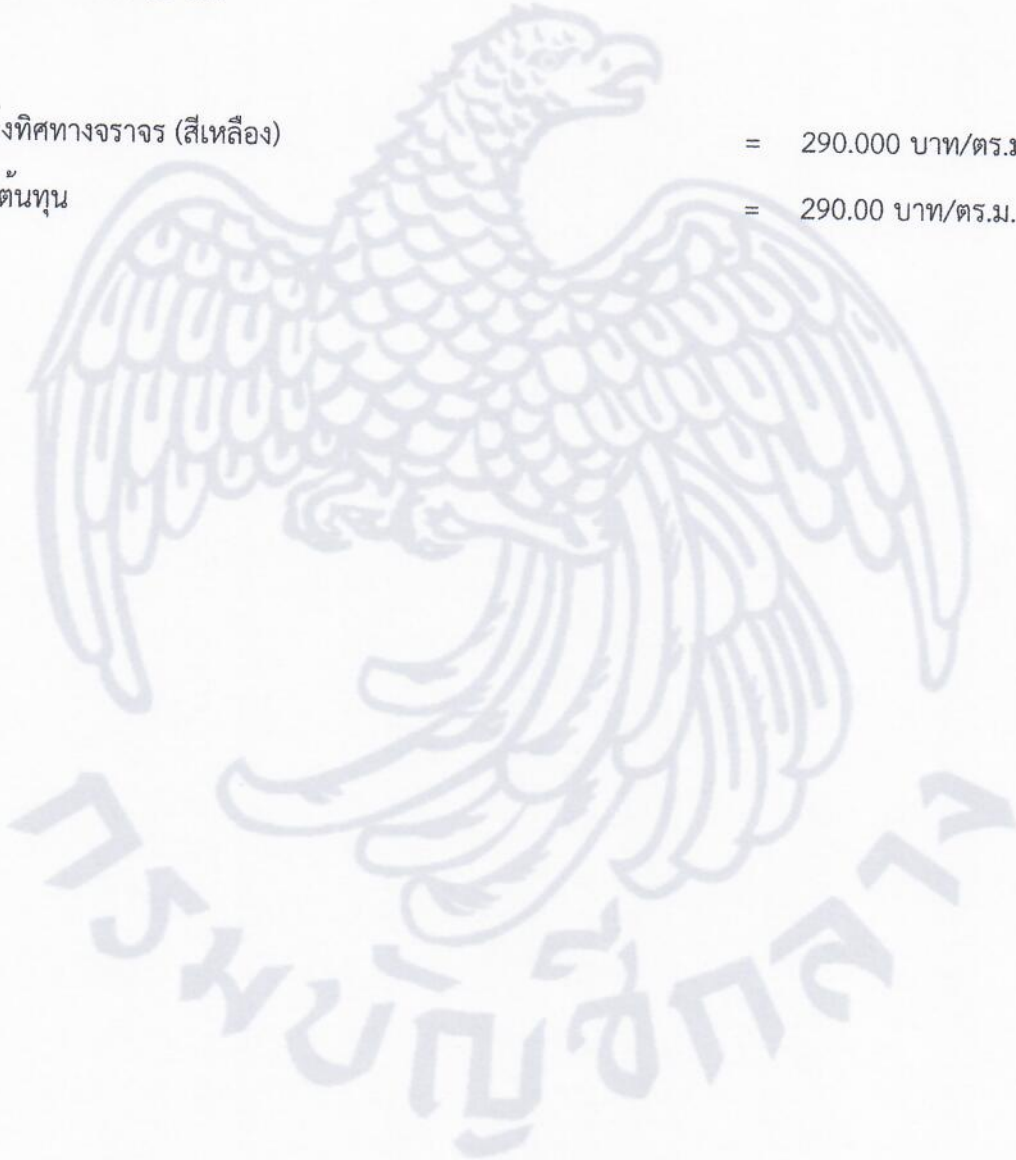 งทิศทางจราจร (สีเหลือง) = 290.000 บาท/ตร.ม
ต้นทุน = 290.00 บาท/ตร.ม.
กรมบัญชีกลาง